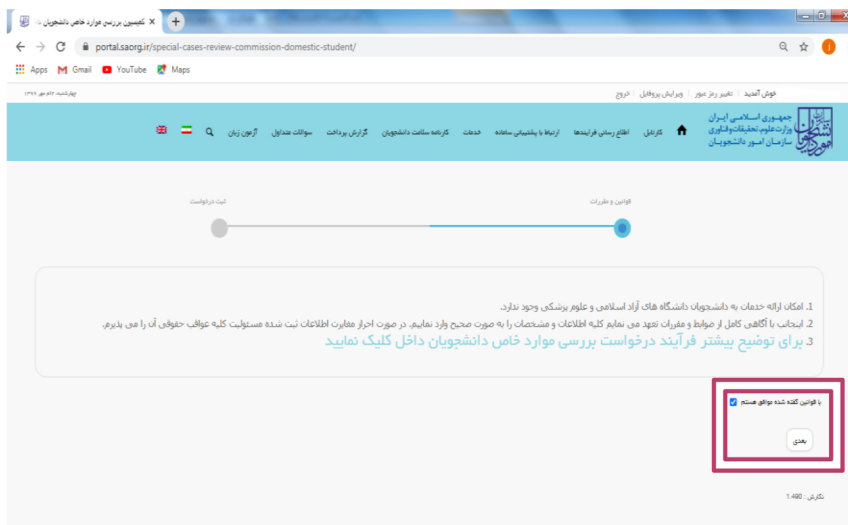 کمیسیون بررسی موارد خاص دانشجویان دا
portal.saorg.ir/special-cases-review-commission-domestic-student/
Apps Gmail YouTube Maps
خوش آمدید تغییر رمز عبور ویرایش پروفایل خروج
جمهوری اسلامی ایران
وزارت علوم، تحقیقات و فناوری
سازمان امور دانشجویان
کارتابل اطلاع رسانی فرایندها ارتباط با پشتیبانی سامانه خدمات کارنامه سلامت دانشجویان گزارش پرداخت سوالات متداول آزمون زبان
قوانین و مقررات
ثبت درخواست
1. امکان ارائه خدمات به دانشجویان دانشگاه های آزاد اسلامی و علوم پزشکی وجود ندارد.
2. اینجانب با آگاهی کامل از ضوابط و مقررات تعهد می نمایم کلیه اطلاعات و مشخصات را به صورت صحیح وارد نمایم. در صورت احراز مغایرت اطلاعات ثبت شده مسئولیت کلیه عواقب حقوقی آن را می پذیرم.
3. برای توضیح بیشتر فرآیند درخواست بررسی موارد خاص دانشجویان داخل کلیک نمایید
با قوانین گفته شده موافق هستم
بعدی
نگارش : 1.490